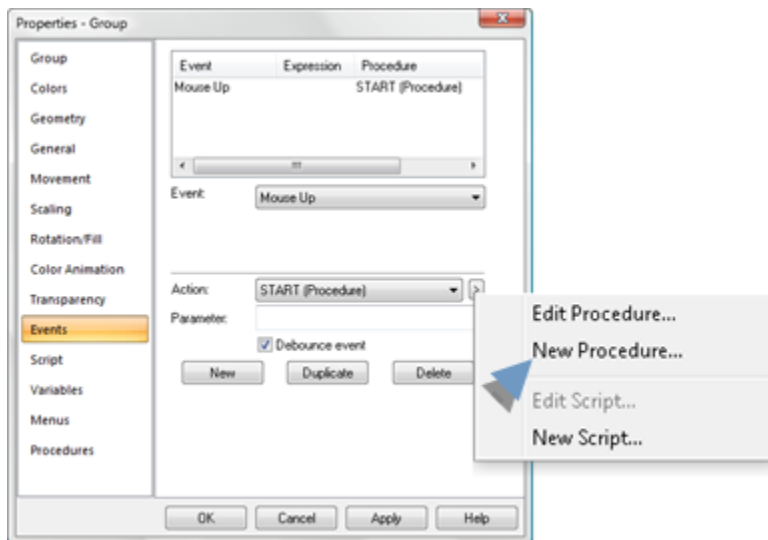 Properties - Group
Group
Colors
Geometry
General
Movement
Scaling
Rotation/Fill
Color Animation
Transparency
Events
Script
Variables
Menus
Procedures
Event Expression Procedure
Mouse Up START (Procedure)
Event: Mouse Up
Action: START (Procedure) >
Parameter:
Debounce event
New Duplicate Delete
OK Cancel Apply Help
Edit Procedure...
New Procedure...
Edit Script...
New Script...